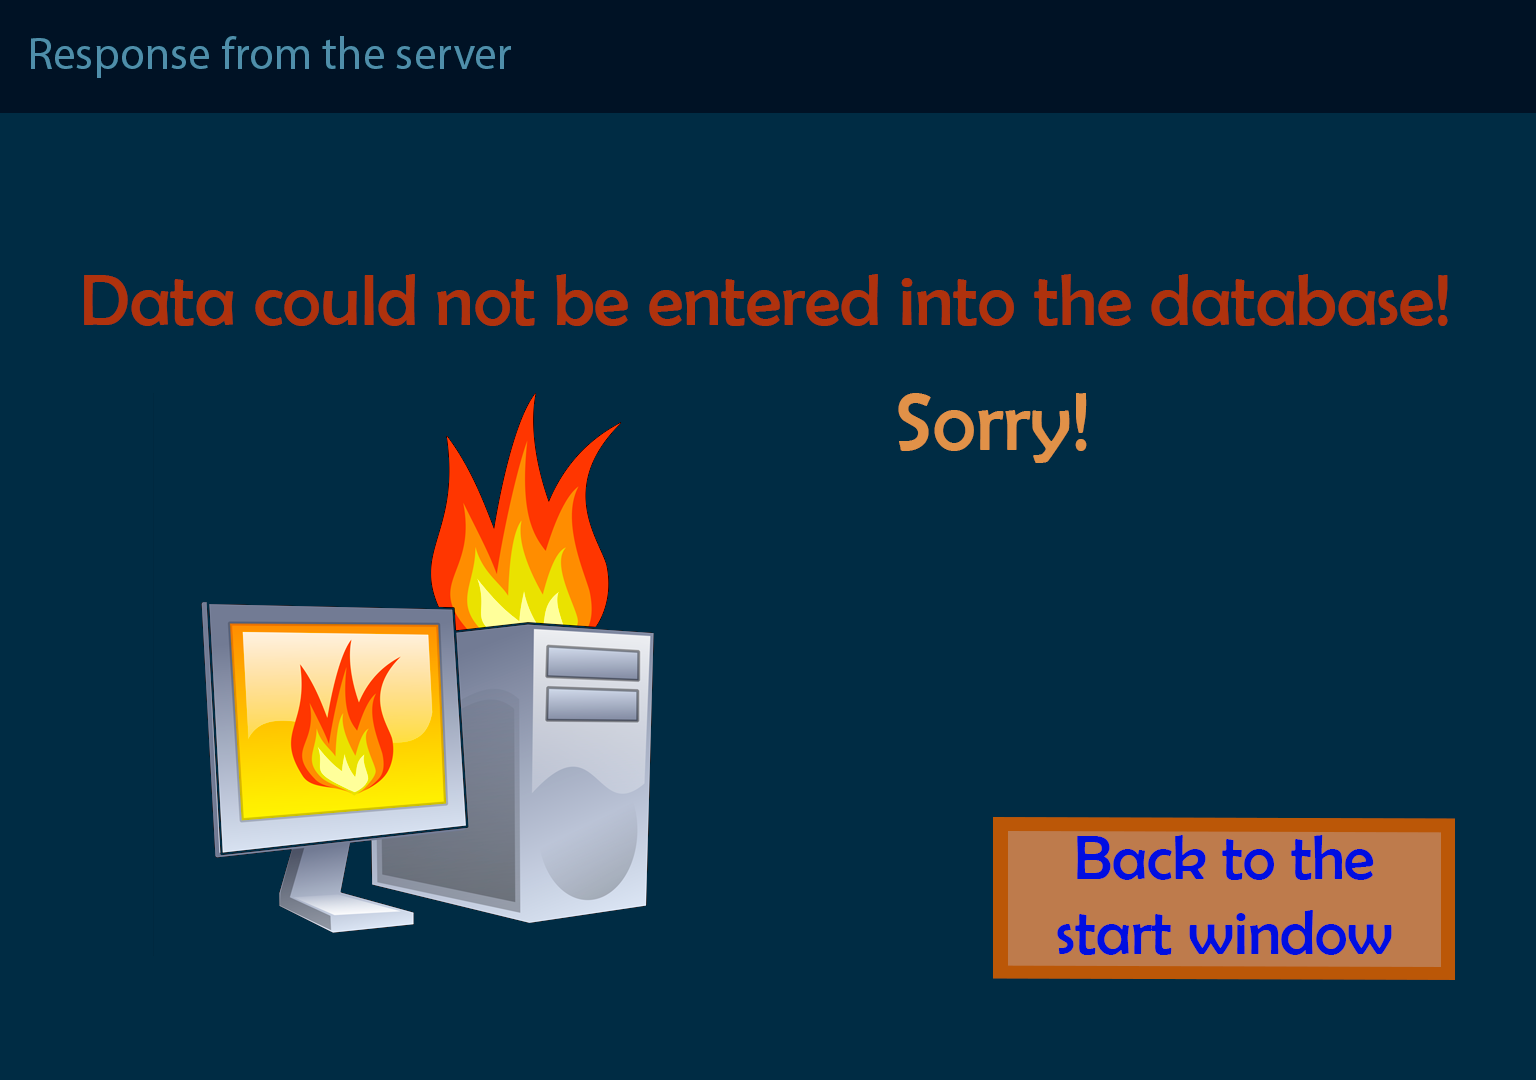 Response from the server
Data could not be entered into the database!
Sorry!
Back to the
start window